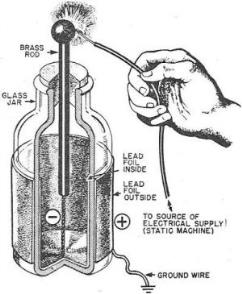 BRASS
ROD
GLASS
JAR
LEAD
FOIL
INSIDE
LEAD
FOIL
OUTSIDE
−
+
TO SOURCE OF
ELECTRICAL SUPPLY!
(STATIC MACHINE)
GROUND WIRE